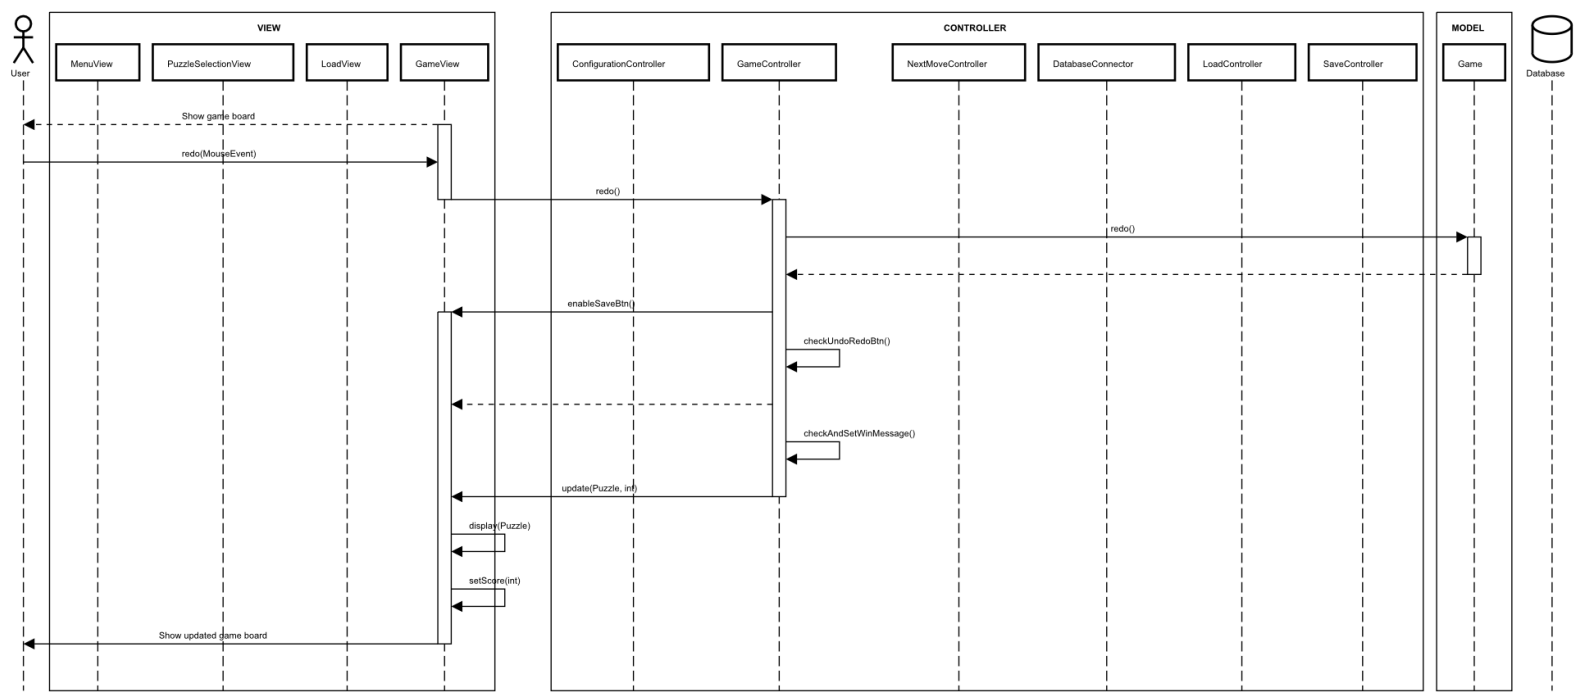 VIEW
CONTROLLER
MODEL
MenuView
PuzzleSelectionView
LoadView
GameView
ConfigurationController
GameController
NextMoveController
DatabaseConnector
LoadController
SaveController
Game
User
Database
Show game board
redo(MouseEvent)
redo()
redo()
enableSaveBtn()
checkUndoRedoBtn()
checkAndSetWinMessage()
update(Puzzle, int)
display(Puzzle)
setScore(int)
Show updated game board